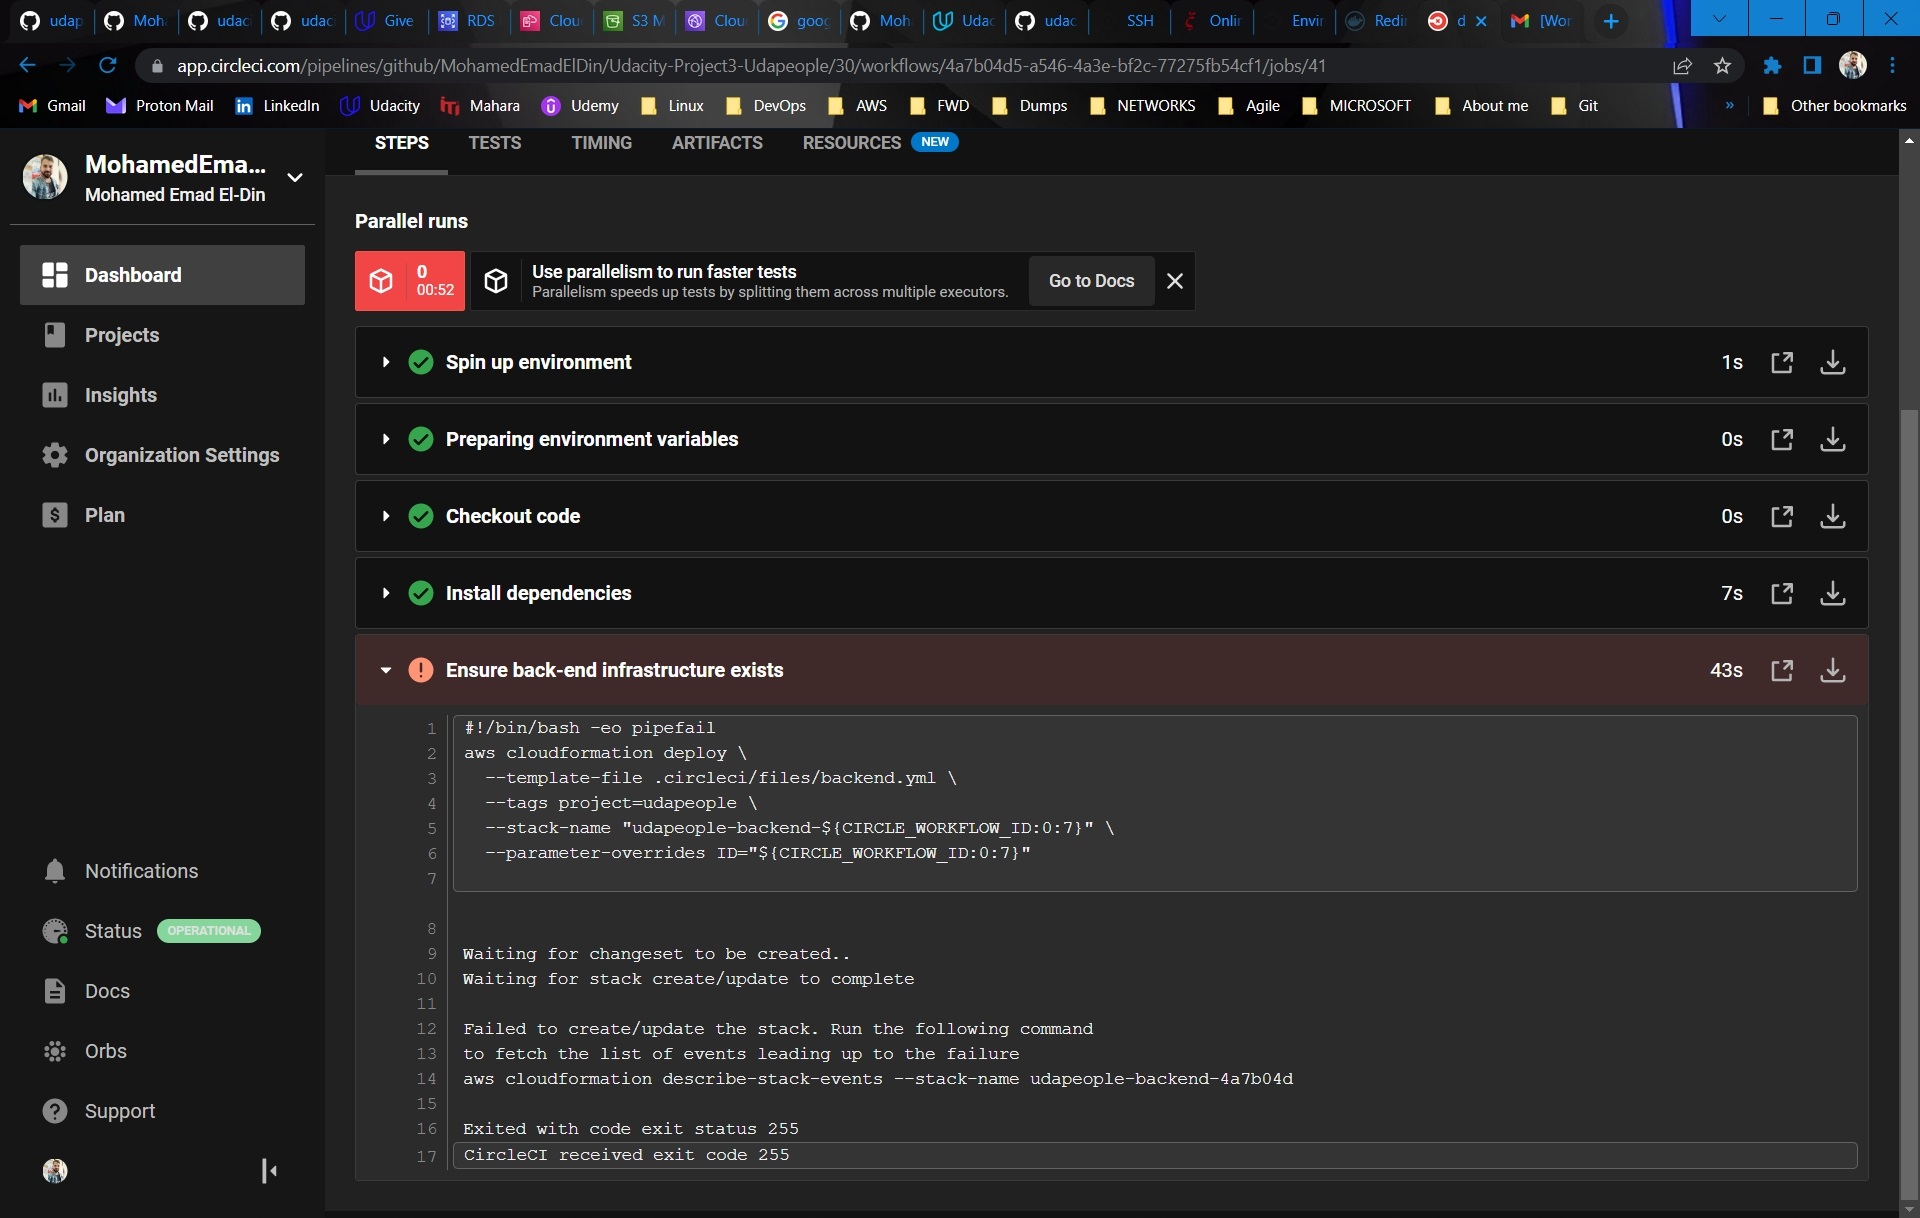 udap
Moh
udac
udac
Give
RDS
Clou
S3 M
Clou
goog
Moh
Udac
udac
SSH
Onlin
Envir
Redir
d
[Wor
app.circleci.com/pipelines/github/MohamedEmadElDin/Udacity-Project3-Udapeople/30/workflows/4a7b04d5-a546-4a3e-bf2c-77275fb54cf1/jobs/41
Gmail
Proton Mail
LinkedIn
Udacity
Mahara
Udemy
Linux
DevOps
AWS
FWD
Dumps
NETWORKS
Agile
MICROSOFT
About me
Git
»
Other bookmarks
MohamedEma...
Mohamed Emad El-Din
Dashboard
Projects
Insights
Organization Settings
Plan
Notifications
Status OPERATIONAL
Docs
Orbs
Support
STEPS
TESTS
TIMING
ARTIFACTS
RESOURCES NEW
Parallel runs
0
00:52
Use parallelism to run faster tests
Parallelism speeds up tests by splitting them across multiple executors.
Go to Docs
Spin up environment 1s
Preparing environment variables 0s
Checkout code 0s
Install dependencies 7s
Ensure back-end infrastructure exists 43s
1 #!/bin/bash -eo pipefail
2 aws cloudformation deploy \
3 --template-file .circleci/files/backend.yml \
4 --tags project=udapeople \
5 --stack-name "udapeople-backend-${CIRCLE_WORKFLOW_ID:0:7}" \
6 --parameter-overrides ID="${CIRCLE_WORKFLOW_ID:0:7}"
7
8
9 Waiting for changeset to be created..
10 Waiting for stack create/update to complete
11
12 Failed to create/update the stack. Run the following command
13 to fetch the list of events leading up to the failure
14 aws cloudformation describe-stack-events --stack-name udapeople-backend-4a7b04d
15
16 Exited with code exit status 255
17 CircleCI received exit code 255